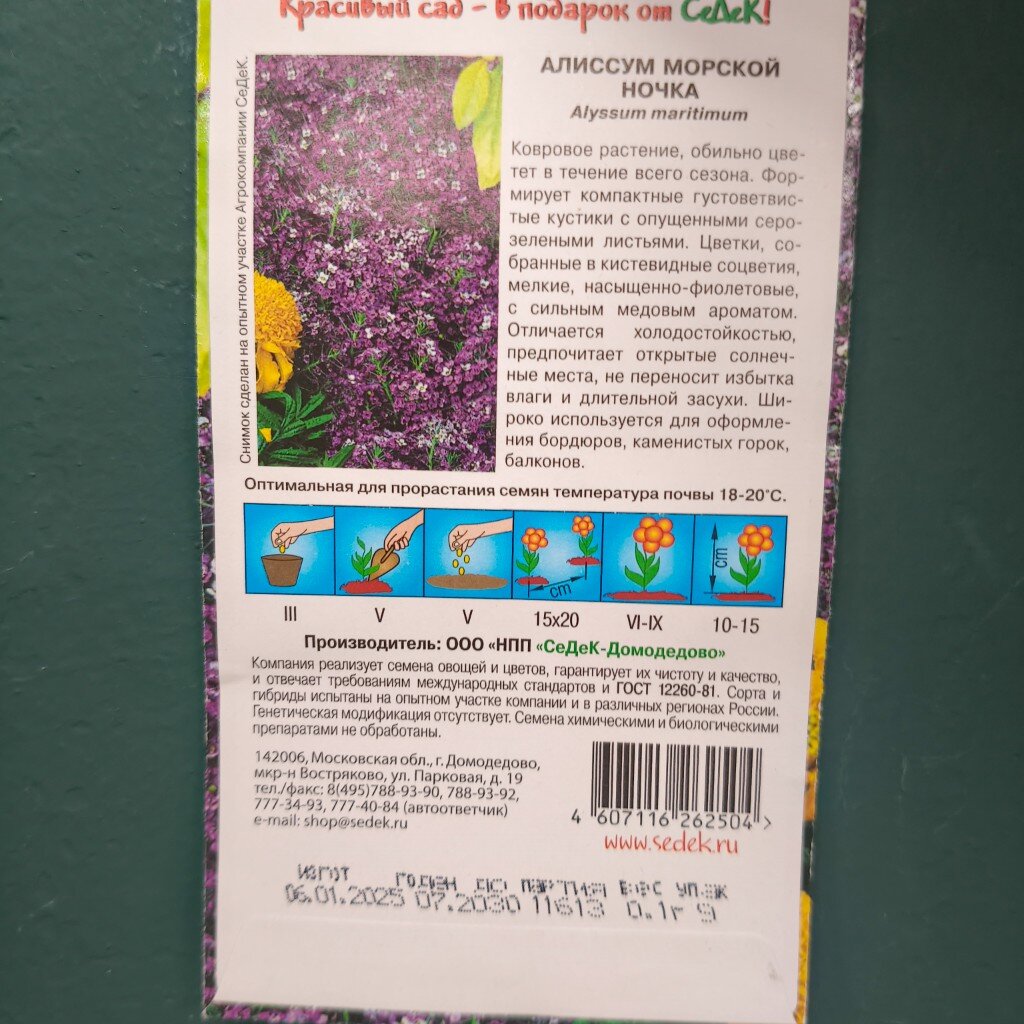 Красивый сад - в подарок от СеДеК!
Снимок сделан на опытном участке Агрокомпании СеДеК.
АЛИССУМ МОРСКОЙ
НОЧКА
Alyssum maritimum
Ковровое растение, обильно цве-
тет в течение всего сезона. Фор-
мирует компактные густоветвис-
тые кустики с опущенными серо-
зелеными листьями. Цветки, со-
бранные в кистевидные соцветия,
мелкие, насыщенно-фиолетовые,
с сильным медовым ароматом.
Отличается холодостойкостью,
предпочитает открытые солнеч-
ные места, не переносит избытка
влаги и длительной засухи. Ши-
роко используется для оформле-
ния бордюров, каменистых горок,
балконов.
Оптимальная для прорастания семян температура почвы 18-20°С.
cm cm
III V V 15х20 VI-IX 10-15
Производитель: ООО «НПП «СеДеК-Домодедово»
Компания реализует семена овощей и цветов, гарантирует их чистоту и качество,
и отвечает требованиям международных стандартов и ГОСТ 12260-81. Сорта и
гибриды испытаны на опытном участке компании и в различных регионах России.
Генетическая модификация отсутствует. Семена химическими и биологическими
препаратами не обработаны.
142006, Московская обл., г. Домодедово,
мкр-н Востряково, ул. Парковая, д. 19
тел./факс: 8(495)788-93-90, 788-93-92,
777-34-93, 777-40-84 (автоответчик)
e-mail: shop@sedek.ru
4 607116 262504 >
www.sedek.ru
ИЗГОТ ГОДЕН ДО ПАРТИЯ ВЕС УП.ЭК
06.01.2025 07.2030 11613 0.1г 9